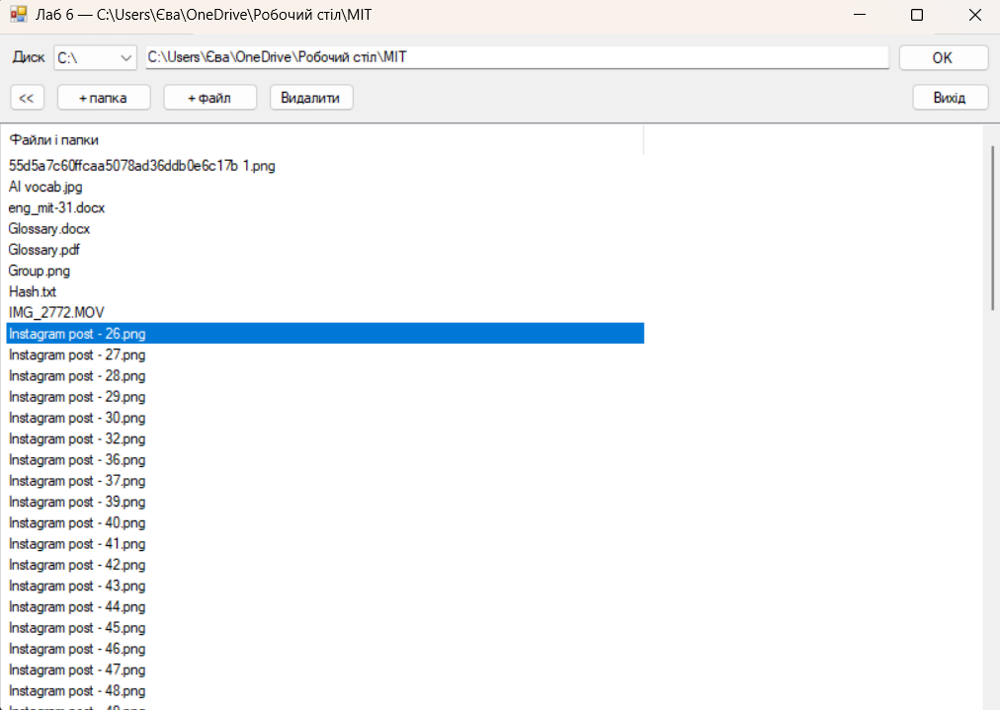 Лаб 6 — C:\Users\Єва\OneDrive\Робочий стіл\MIT
Диск C:\ C:\Users\Єва\OneDrive\Робочий стіл\MIT OK
<< + папка + файл Видалити Вихід
Файли і папки
55d5a7c60ffcaa5078ad36ddb0e6c17b 1.png
AI vocab.jpg
eng_mit-31.docx
Glossary.docx
Glossary.pdf
Group.png
Hash.txt
IMG_2772.MOV
Instagram post - 26.png
Instagram post - 27.png
Instagram post - 28.png
Instagram post - 29.png
Instagram post - 30.png
Instagram post - 32.png
Instagram post - 36.png
Instagram post - 37.png
Instagram post - 39.png
Instagram post - 40.png
Instagram post - 41.png
Instagram post - 42.png
Instagram post - 43.png
Instagram post - 44.png
Instagram post - 45.png
Instagram post - 46.png
Instagram post - 47.png
Instagram post - 48.png